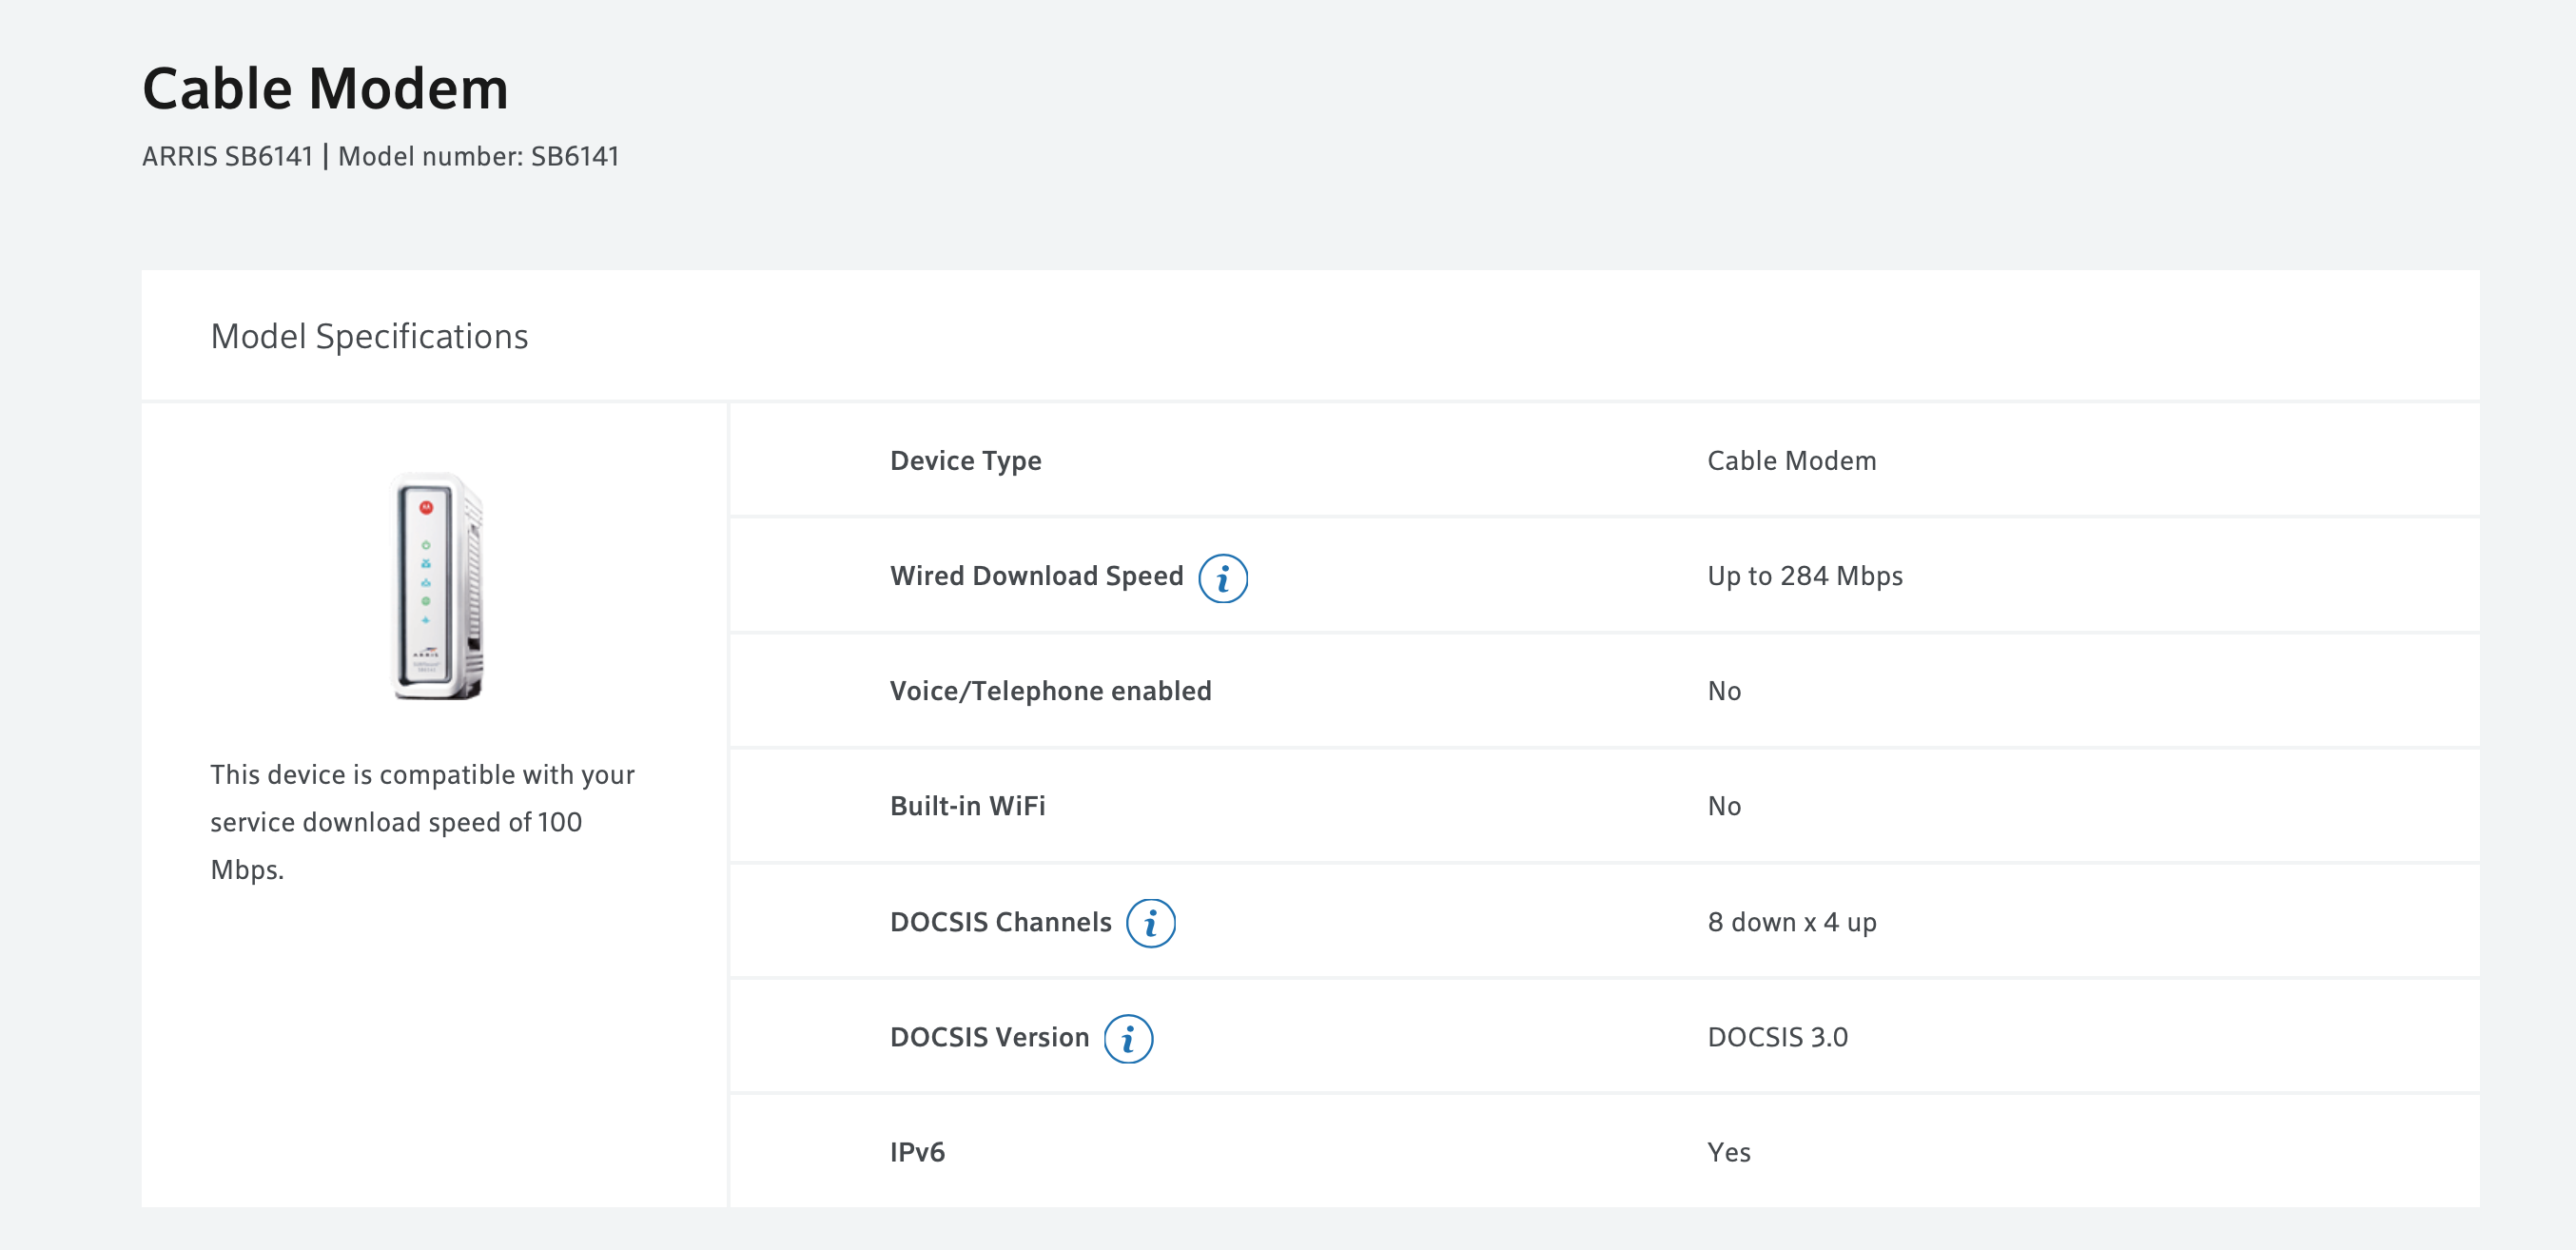 Cable Modem
ARRIS SB6141 | Model number: SB6141
Model Specifications
This device is compatible with your
service download speed of 100
Mbps.
Device Type Cable Modem
Wired Download Speed i Up to 284 Mbps
Voice/Telephone enabled No
Built-in WiFi No
DOCSIS Channels i 8 down x 4 up
DOCSIS Version i DOCSIS 3.0
IPv6 Yes